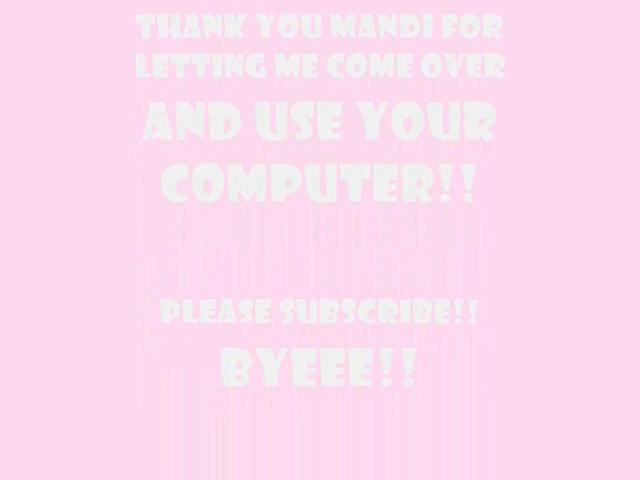 THANK YOU MANDI FOR
LETTING ME COME OVER
AND USE YOUR
COMPUTER!!
PLEASE SUBSCRIBE!!
BYEEE!!